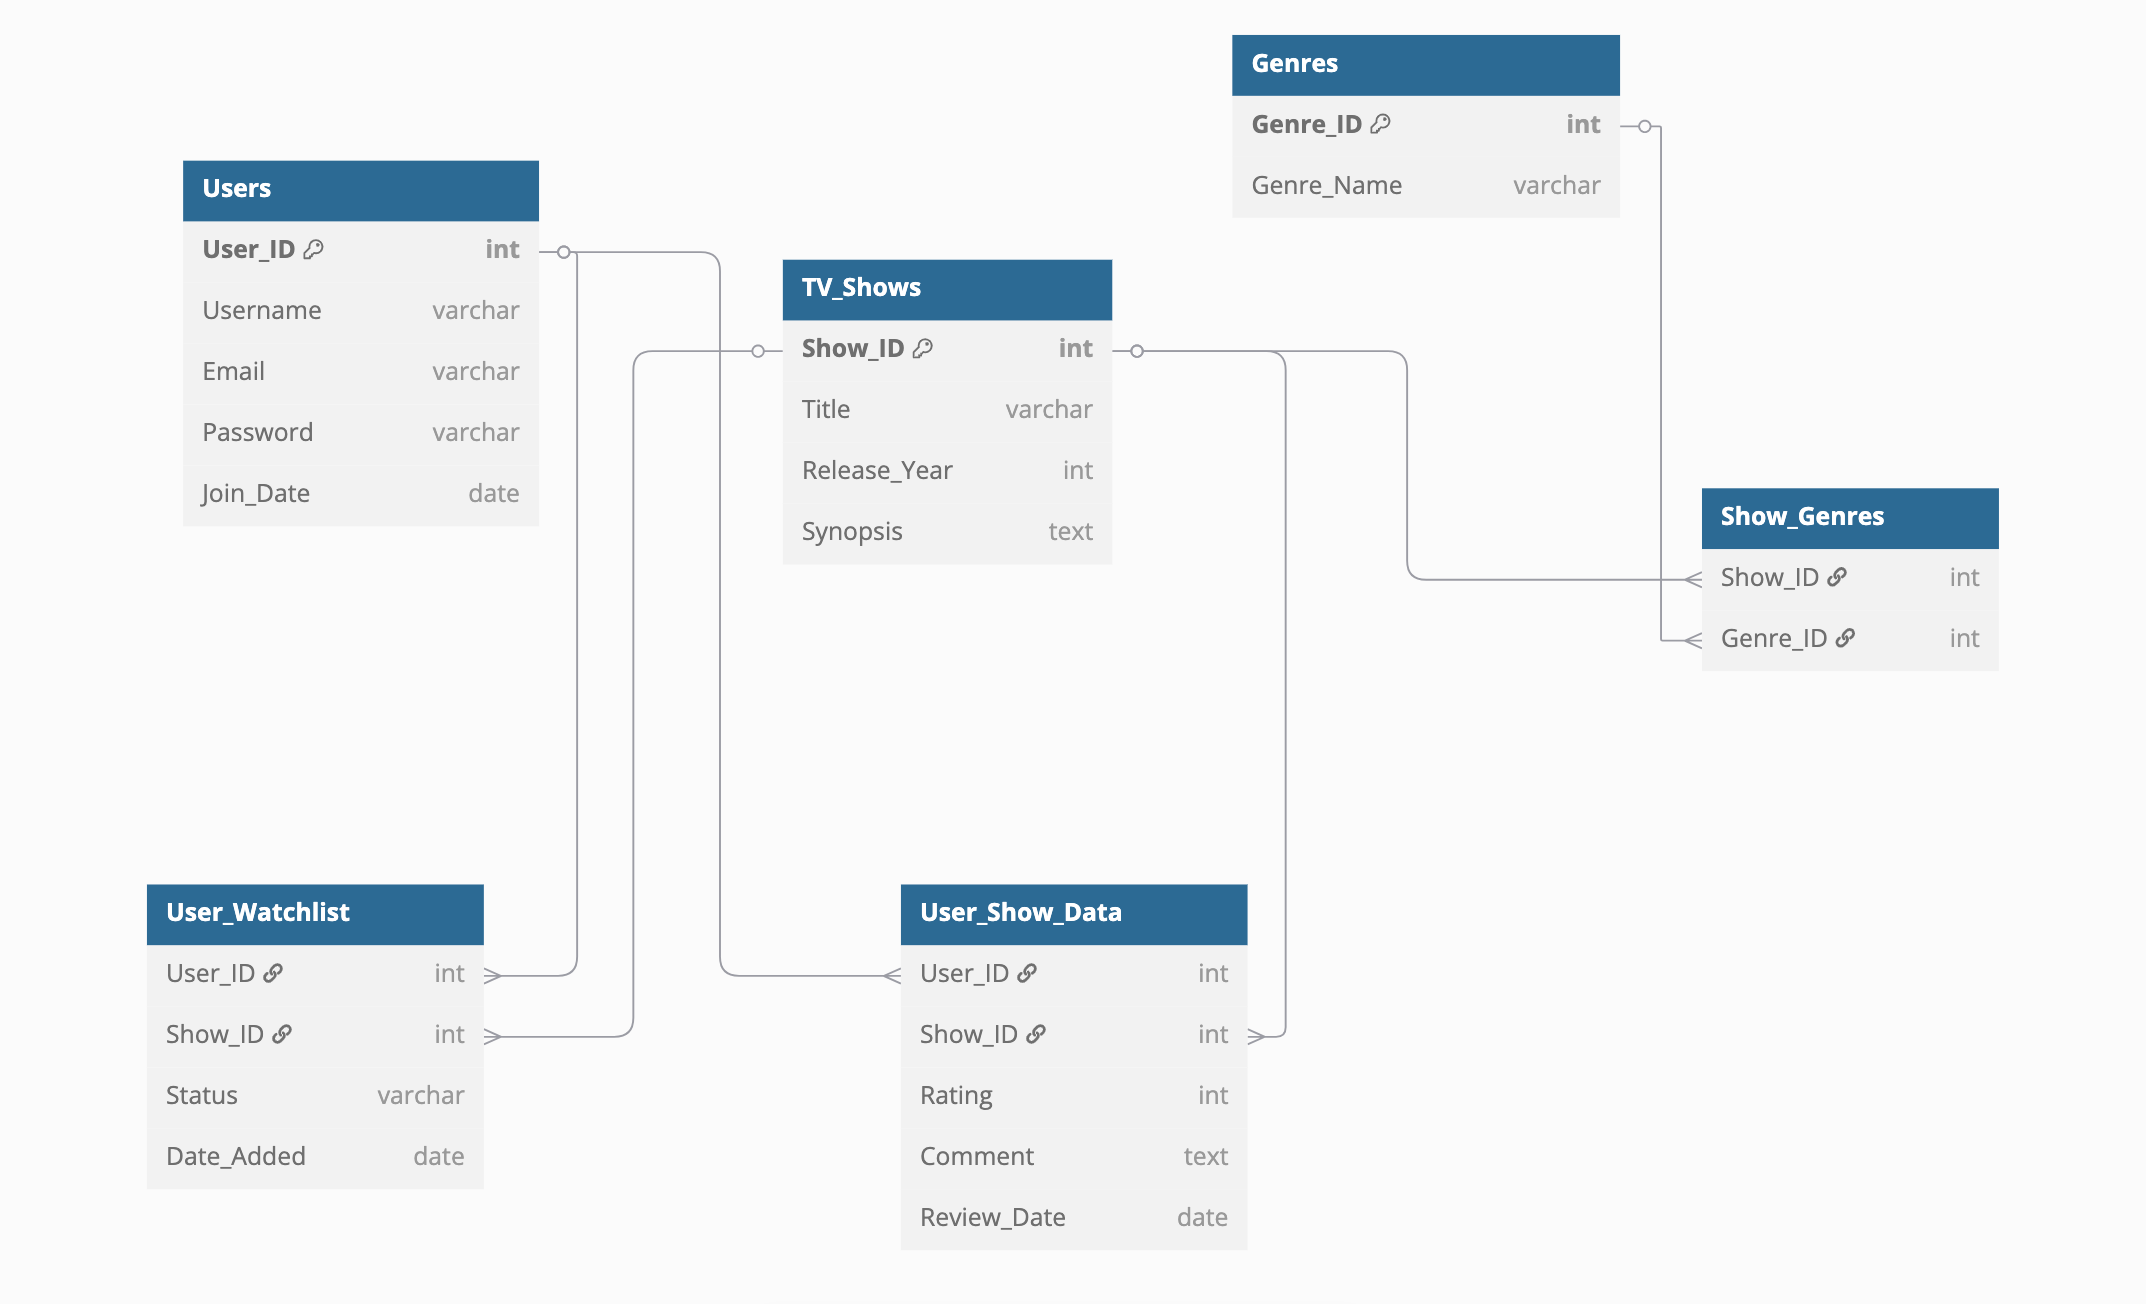 Genres
Genre_ID int
Genre_Name varchar
Users
User_ID int
Username varchar
Email varchar
Password varchar
Join_Date date
TV_Shows
Show_ID int
Title varchar
Release_Year int
Synopsis text
Show_Genres
Show_ID int
Genre_ID int
User_Watchlist
User_ID int
Show_ID int
Status varchar
Date_Added date
User_Show_Data
User_ID int
Show_ID int
Rating int
Comment text
Review_Date date